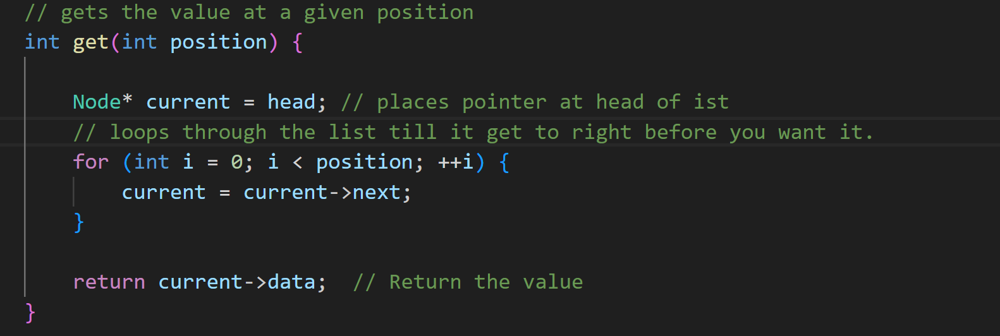 // gets the value at a given position
int get(int position) {
Node* current = head; // places pointer at head of ist
// loops through the list till it get to right before you want it.
for (int i = 0; i < position; ++i) {
current = current->next;
}
return current->data;  // Return the value
}